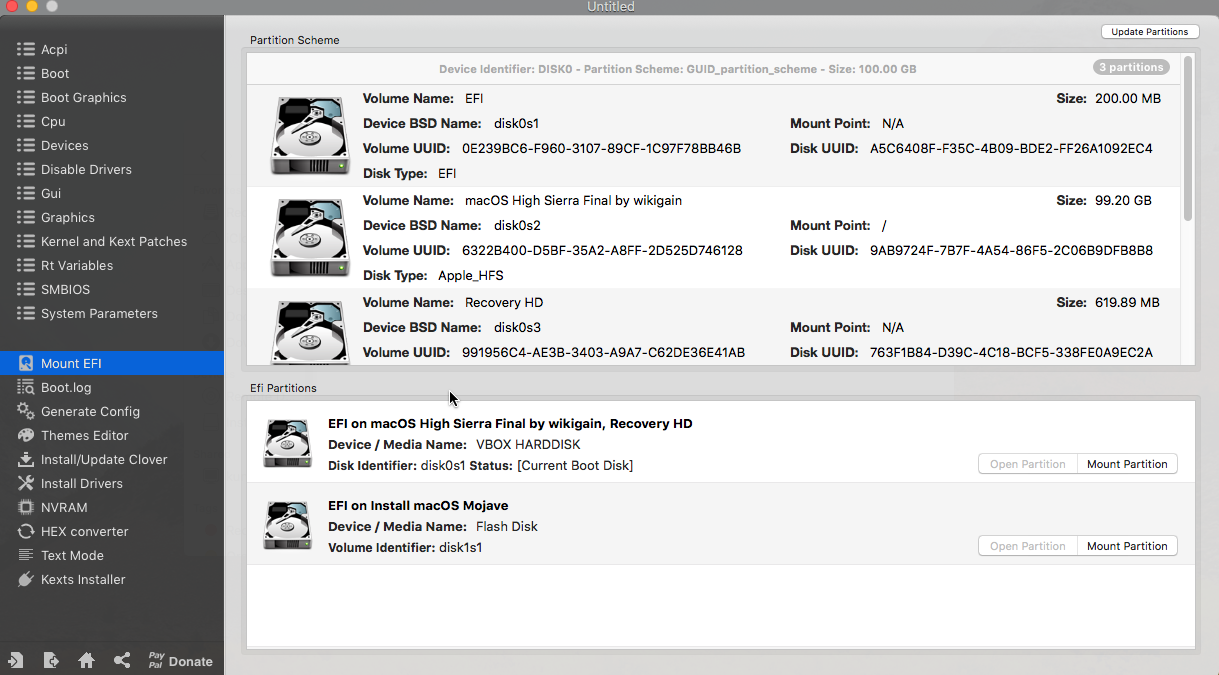 Untitled
Acpi
Boot
Boot Graphics
Cpu
Devices
Disable Drivers
Gui
Graphics
Kernel and Kext Patches
Rt Variables
SMBIOS
System Parameters
Mount EFI
Boot.log
Generate Config
Themes Editor
Install/Update Clover
Install Drivers
NVRAM
HEX converter
Text Mode
Kexts Installer
Pay
Pal Donate
Partition Scheme
Update Partitions
Device Identifier: DISK0 - Partition Scheme: GUID_partition_scheme - Size: 100.00 GB
3 partitions
Volume Name: EFI Size: 200.00 MB
Device BSD Name: disk0s1 Mount Point: N/A
Volume UUID: 0E239BC6-F960-3107-89CF-1C97F78BB46B Disk UUID: A5C6408F-F35C-4B09-BDE2-FF26A1092EC4
Disk Type: EFI
Volume Name: macOS High Sierra Final by wikigain Size: 99.20 GB
Device BSD Name: disk0s2 Mount Point: /
Volume UUID: 6322B400-D5BF-35A2-A8FF-2D525D746128 Disk UUID: 9AB9724F-7B7F-4A54-86F5-2C06B9DFB8B8
Disk Type: Apple_HFS
Volume Name: Recovery HD Size: 619.89 MB
Device BSD Name: disk0s3 Mount Point: N/A
Volume UUID: 991956C4-AE3B-3403-A9A7-C62DE36E41AB Disk UUID: 763F1B84-D39C-4C18-BCF5-338FE0A9EC2A
Efi Partitions
EFI on macOS High Sierra Final by wikigain, Recovery HD
Device / Media Name: VBOX HARDDISK
Disk Identifier: disk0s1 Status: [Current Boot Disk]
Open Partition Mount Partition
EFI on Install macOS Mojave
Device / Media Name: Flash Disk
Volume Identifier: disk1s1
Open Partition Mount Partition